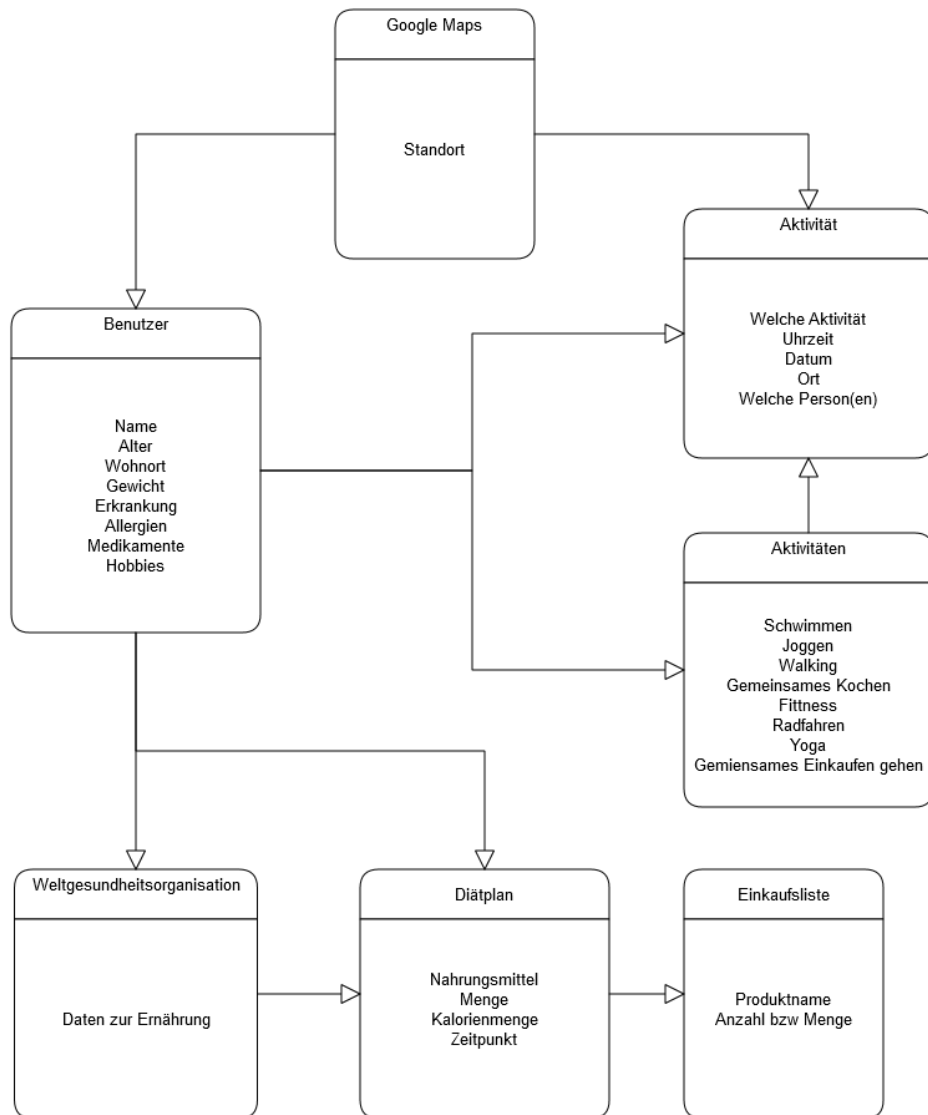 Google Maps
Standort
Aktivität
Welche Aktivität
Uhrzeit
Datum
Ort
Welche Person(en)
Benutzer
Name
Alter
Wohnort
Gewicht
Erkrankung
Allergien
Medikamente
Hobbies
Aktivitäten
Schwimmen
Joggen
Walking
Gemeinsames Kochen
Fittness
Radfahren
Yoga
Gemiensames Einkaufen gehen
Weltgesundheitsorganisation
Daten zur Ernährung
Diätplan
Nahrungsmittel
Menge
Kalorienmenge
Zeitpunkt
Einkaufsliste
Produktname
Anzahl bzw Menge